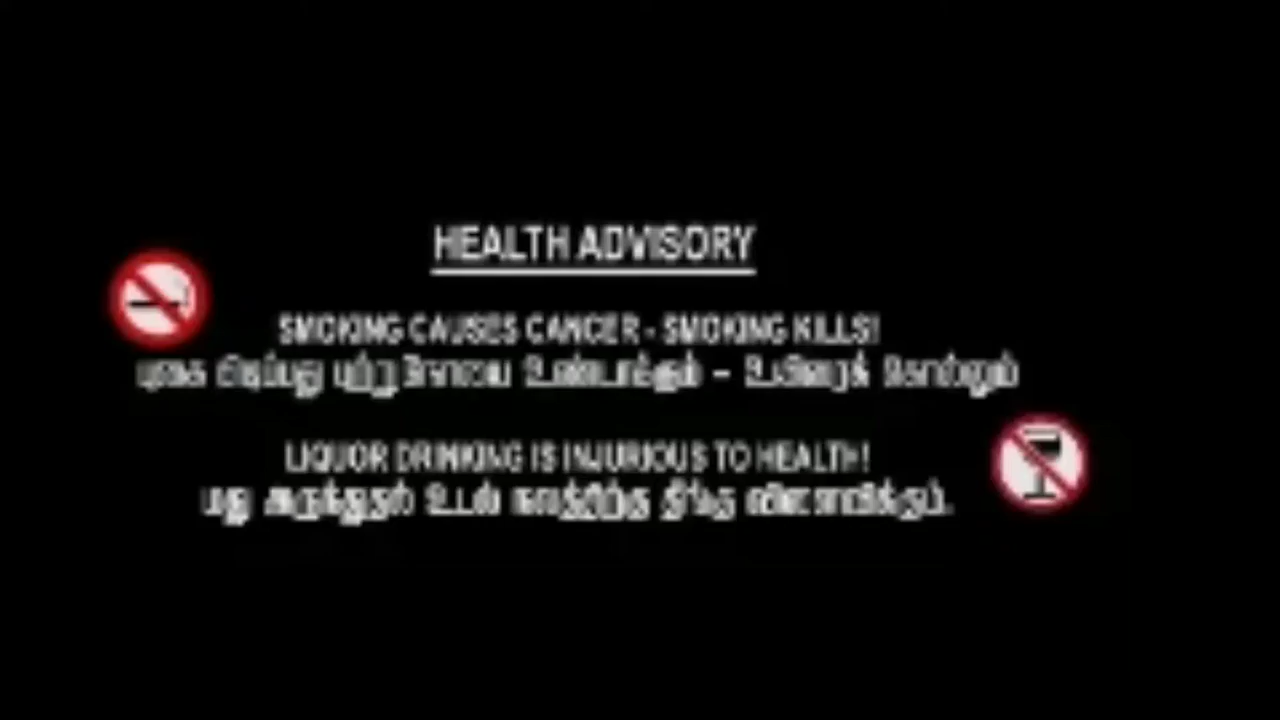 HEALTH ADVISORY
SMOKING CAUSES CANCER - SMOKING KILLS!
புகை பிடிப்பது புற்றுநோயை உண்டாக்கும் - உயிரைக் கொல்லும்
LIQUOR DRINKING IS INJURIOUS TO HEALTH!
மது அருந்துதல் உடல் நலத்திற்கு தீங்கு விளைவிக்கும்.